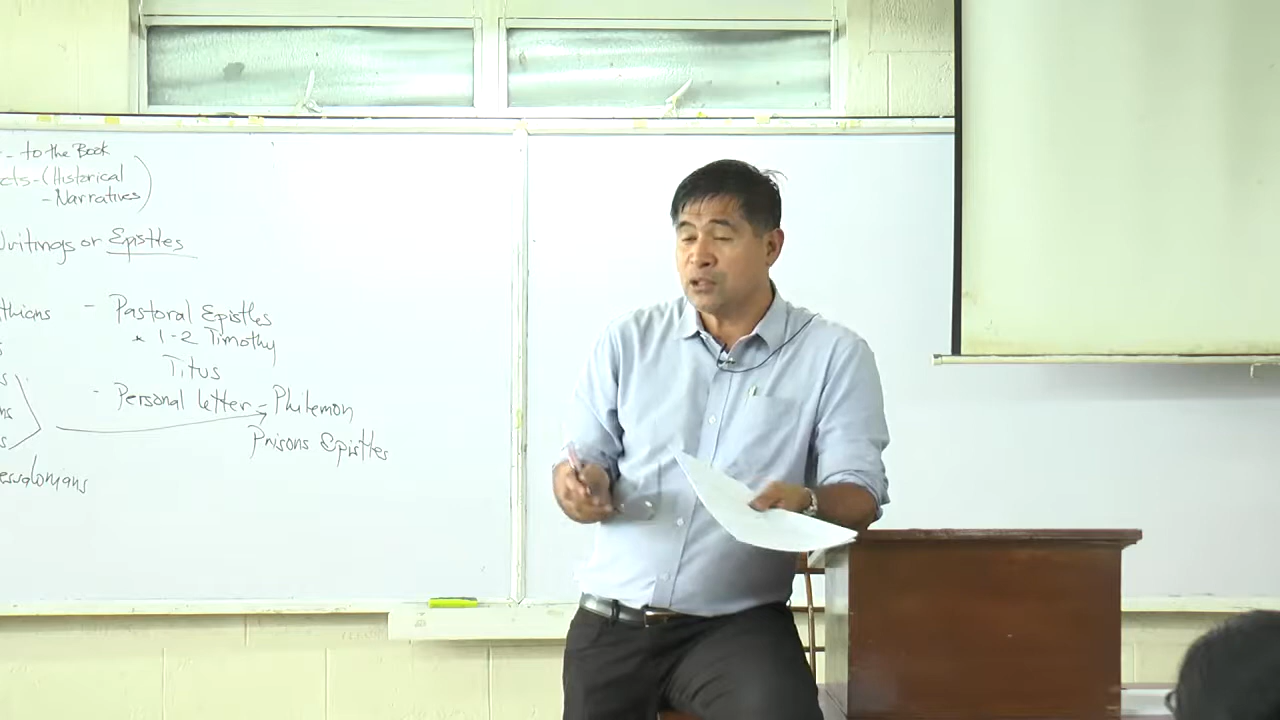 - to the Book
cts - (Historical
- Narratives)
Writings or Epistles
thians - Pastoral Epistles
* 1-2 Timothy
Titus
- Personal letter - Philemon
Prisons Epistles
essalonians